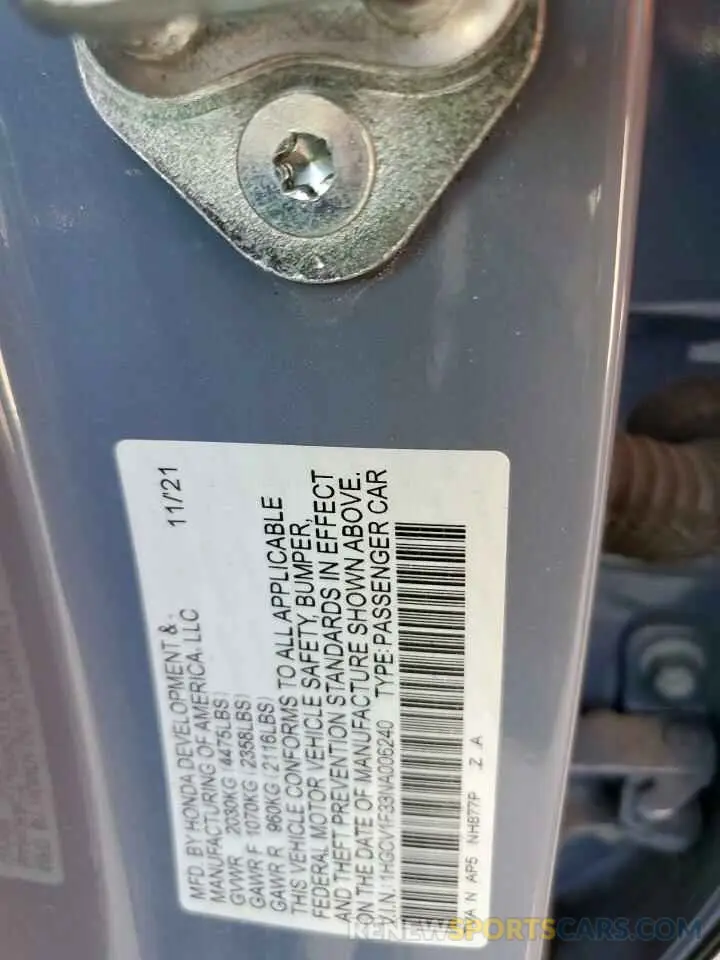 MFD. BY HONDA DEVELOPMENT &
MANUFACTURING OF AMERICA, LLC 11/'21
GVWR 2030KG (4475LBS)
GAWR F 1070KG (2358LBS)
GAWR R 960KG (2116LBS)
THIS VEHICLE CONFORMS TO ALL APPLICABLE
FEDERAL MOTOR VEHICLE SAFETY, BUMPER,
AND THEFT PREVENTION STANDARDS IN EFFECT
ON THE DATE OF MANUFACTURE SHOWN ABOVE.
V.I.N.: 1HGCV1F33NA006240 TYPE: PASSENGER CAR
VA N AP5 NH877P Z A
RENEWSPORTSCARS.COM